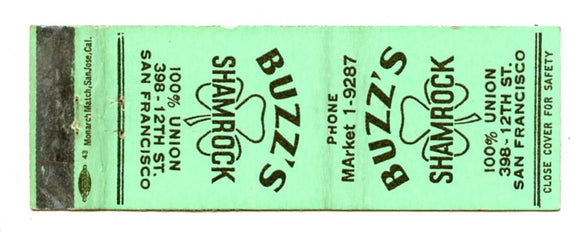 43 Monarch Match, San Jose, Cal.
BUZZ'S
SHAMROCK
100% UNION
398-12TH ST.
SAN FRANCISCO
PHONE
MArket 1-9287
BUZZ'S
SHAMROCK
100% UNION
398-12TH ST.
SAN FRANCISCO
CLOSE COVER FOR SAFETY